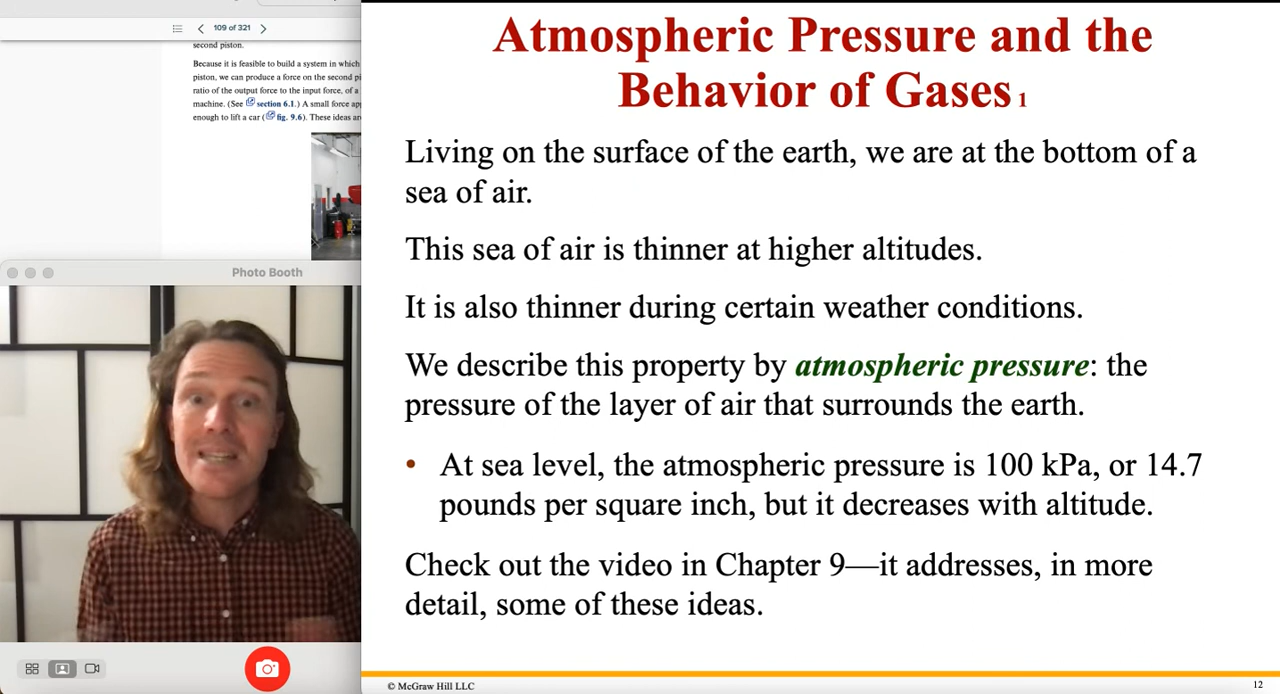 109 of 321
second piston.
Because it is feasible to build a system in which
piston, we can produce a force on the second pi
ratio of the output force to the input force, of a
machine. (See section 6.1.) A small force app
enough to lift a car (fig. 9.6). These ideas are
Photo Booth
Atmospheric Pressure and the
Behavior of Gases 1
Living on the surface of the earth, we are at the bottom of a
sea of air.
This sea of air is thinner at higher altitudes.
It is also thinner during certain weather conditions.
We describe this property by atmospheric pressure: the
pressure of the layer of air that surrounds the earth.
• At sea level, the atmospheric pressure is 100 kPa, or 14.7
pounds per square inch, but it decreases with altitude.
Check out the video in Chapter 9—it addresses, in more
detail, some of these ideas.
© McGraw Hill LLC
12